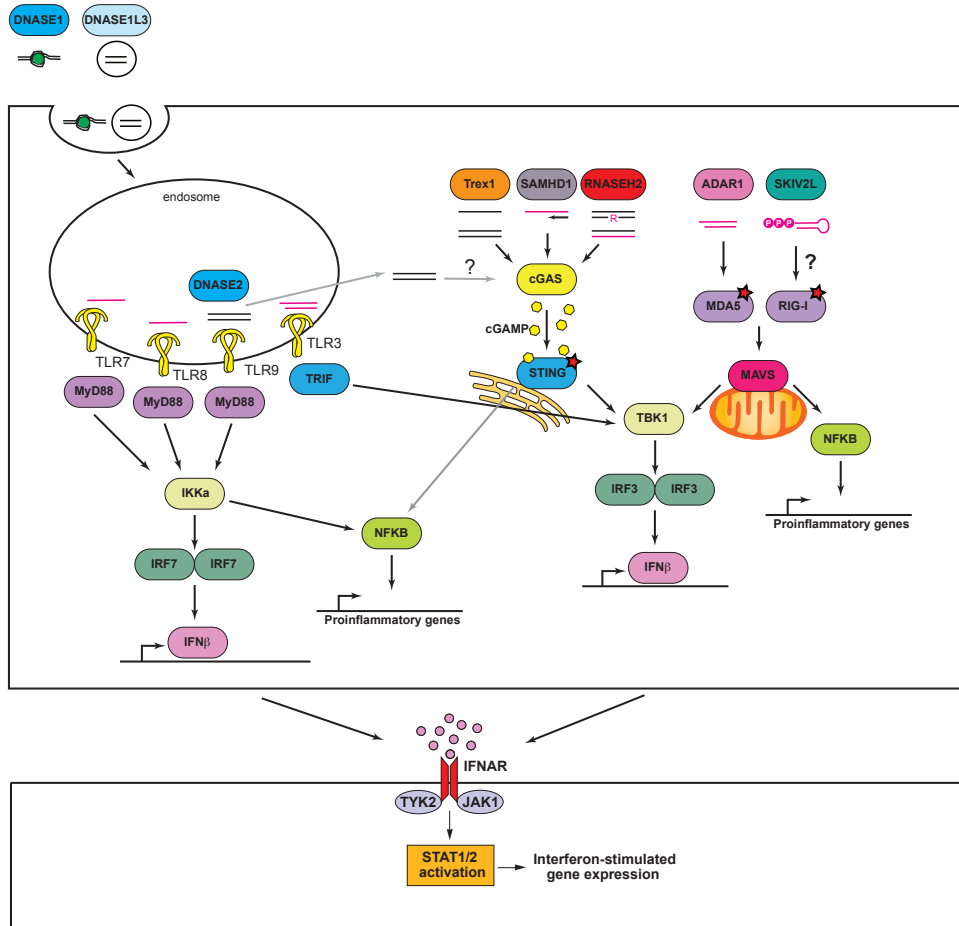 DNASE1 DNASE1L3
endosome
Trex1 SAMHD1 RNASEH2 ADAR1 SKIV2L
R
P P P
?
?
DNASE2
cGAS
cGAMP
MDA5 RIG-I
TLR7
TLR8
TLR9
TLR3
MyD88
MyD88
MyD88
TRIF
STING
MAVS
TBK1
NFKB
IKKa
IRF3 IRF3
Proinflammatory genes
NFKB
IRF7 IRF7
IFNβ
Proinflammatory genes
IFNβ
IFNAR
TYK2 JAK1
STAT1/2
activation
Interferon-stimulated
gene expression